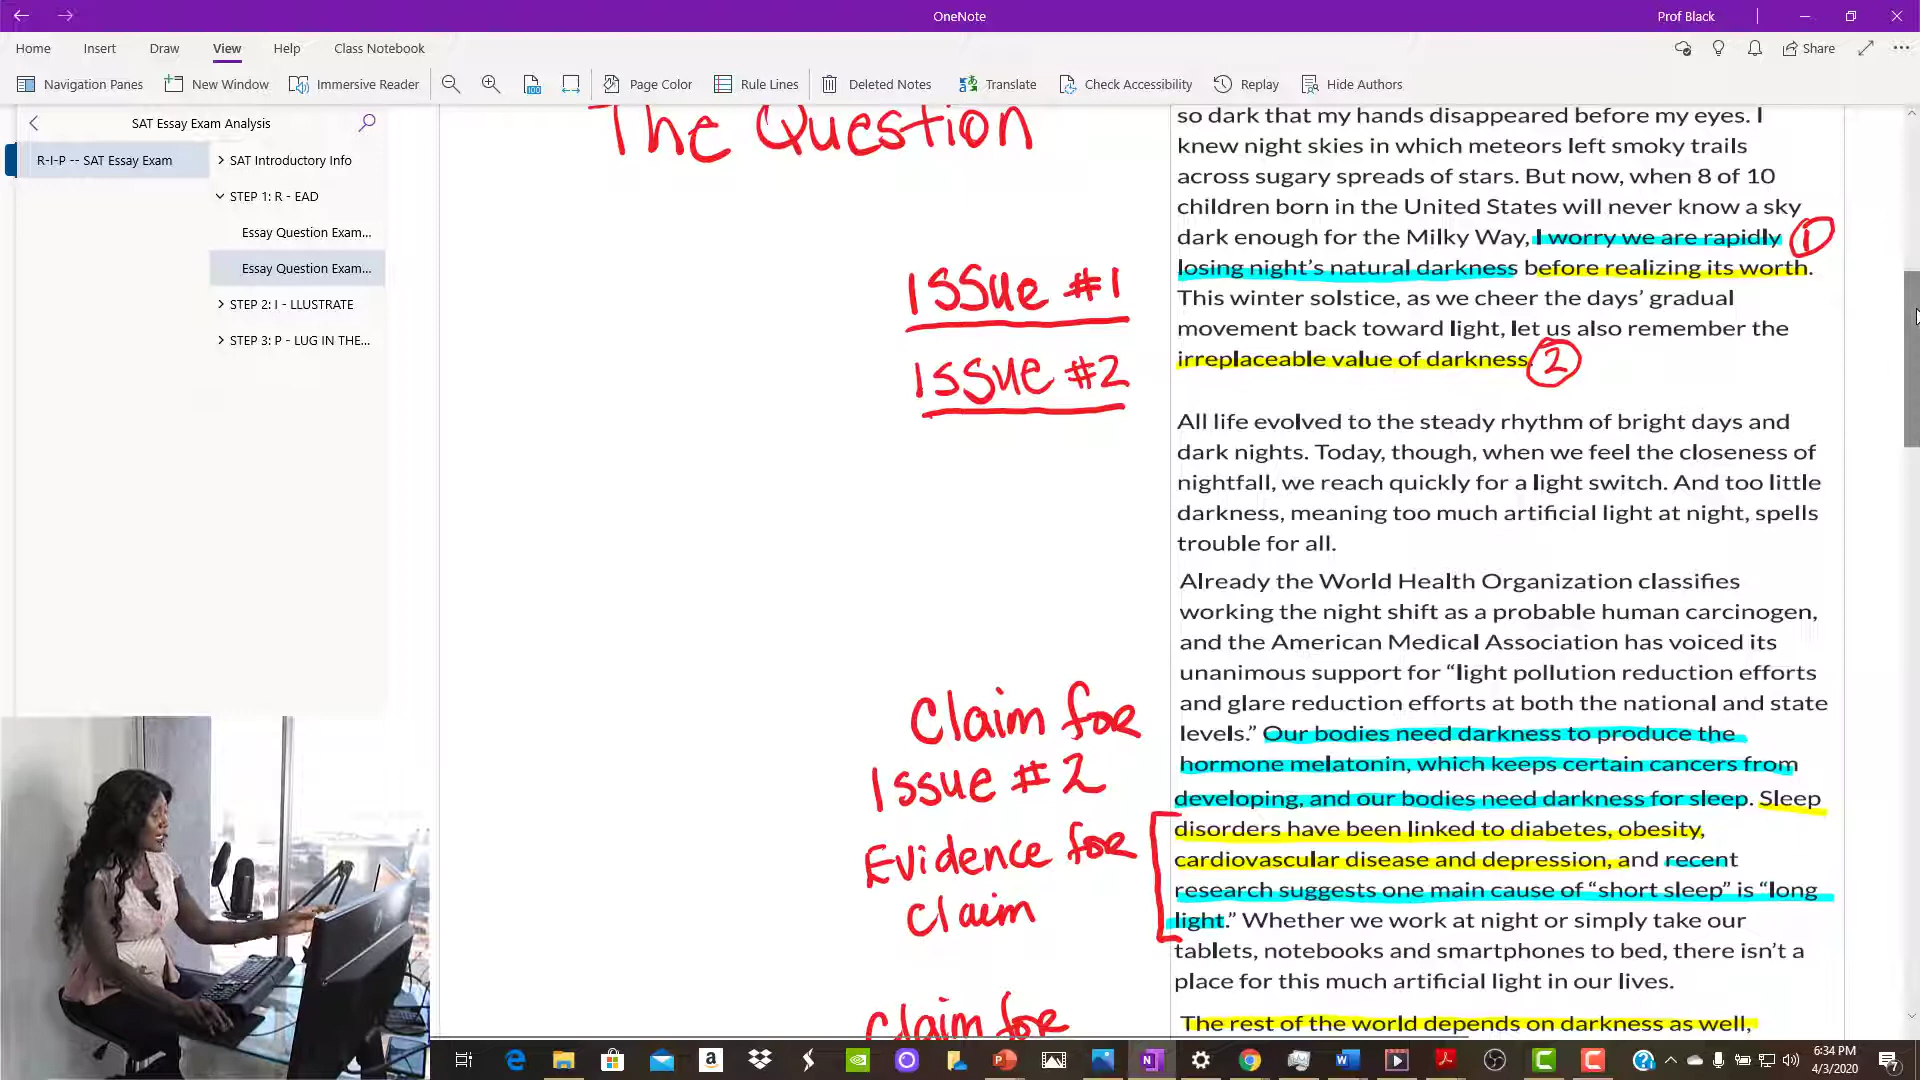 OneNote
Prof Black
Home Insert Draw View Help Class Notebook
Share
Navigation Panes New Window Immersive Reader Page Color Rule Lines Deleted Notes Translate Check Accessibility Replay Hide Authors
SAT Essay Exam Analysis
R-I-P -- SAT Essay Exam
SAT Introductory Info
STEP 1: R - EAD
Essay Question Exam...
Essay Question Exam...
STEP 2: I - LLUSTRATE
STEP 3: P - LUG IN THE...
The Question
Issue #1
Issue #2
Claim for
Issue #2
Evidence for
Claim
Claim for
so dark that my hands disappeared before my eyes. I
knew night skies in which meteors left smoky trails
across sugary spreads of stars. But now, when 8 of 10
children born in the United States will never know a sky
dark enough for the Milky Way, I worry we are rapidly 1
losing night's natural darkness before realizing its worth.
This winter solstice, as we cheer the days' gradual
movement back toward light, let us also remember the
irreplaceable value of darkness. 2
All life evolved to the steady rhythm of bright days and
dark nights. Today, though, when we feel the closeness of
nightfall, we reach quickly for a light switch. And too little
darkness, meaning too much artificial light at night, spells
trouble for all.
Already the World Health Organization classifies
working the night shift as a probable human carcinogen,
and the American Medical Association has voiced its
unanimous support for “light pollution reduction efforts
and glare reduction efforts at both the national and state
levels.” Our bodies need darkness to produce the
hormone melatonin, which keeps certain cancers from
developing, and our bodies need darkness for sleep. Sleep
disorders have been linked to diabetes, obesity,
cardiovascular disease and depression, and recent
research suggests one main cause of “short sleep” is “long
light.” Whether we work at night or simply take our
tablets, notebooks and smartphones to bed, there isn't a
place for this much artificial light in our lives.
The rest of the world depends on darkness as well,
6:34 PM
4/3/2020